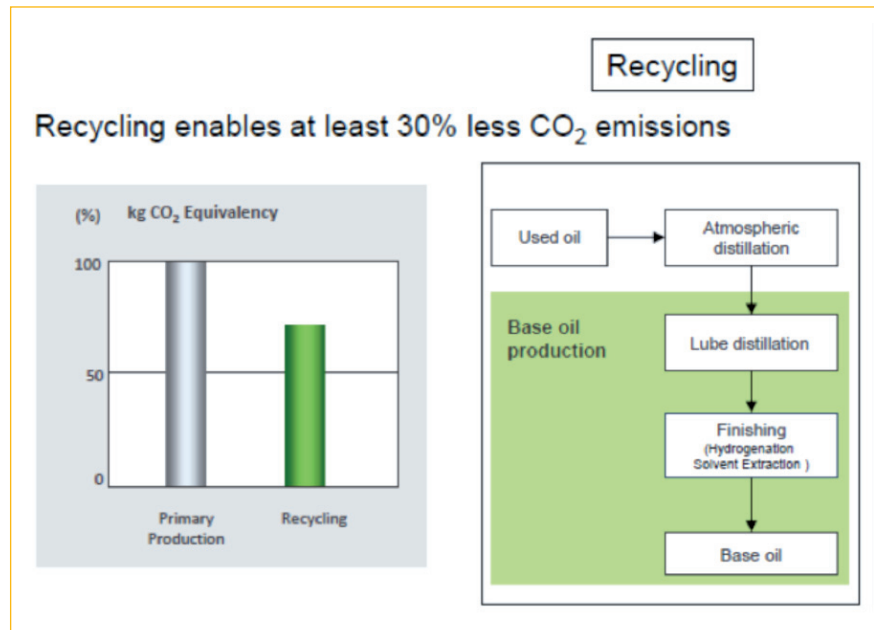 Recycling
Recycling enables at least 30% less CO₂ emissions
(%) kg CO₂ Equivalency
100
50
0
Primary
Production
Recycling
Used oil
Atmospheric
distillation
Base oil
production
Lube distillation
Finishing
(Hydrogenation
Solvent Extraction )
Base oil